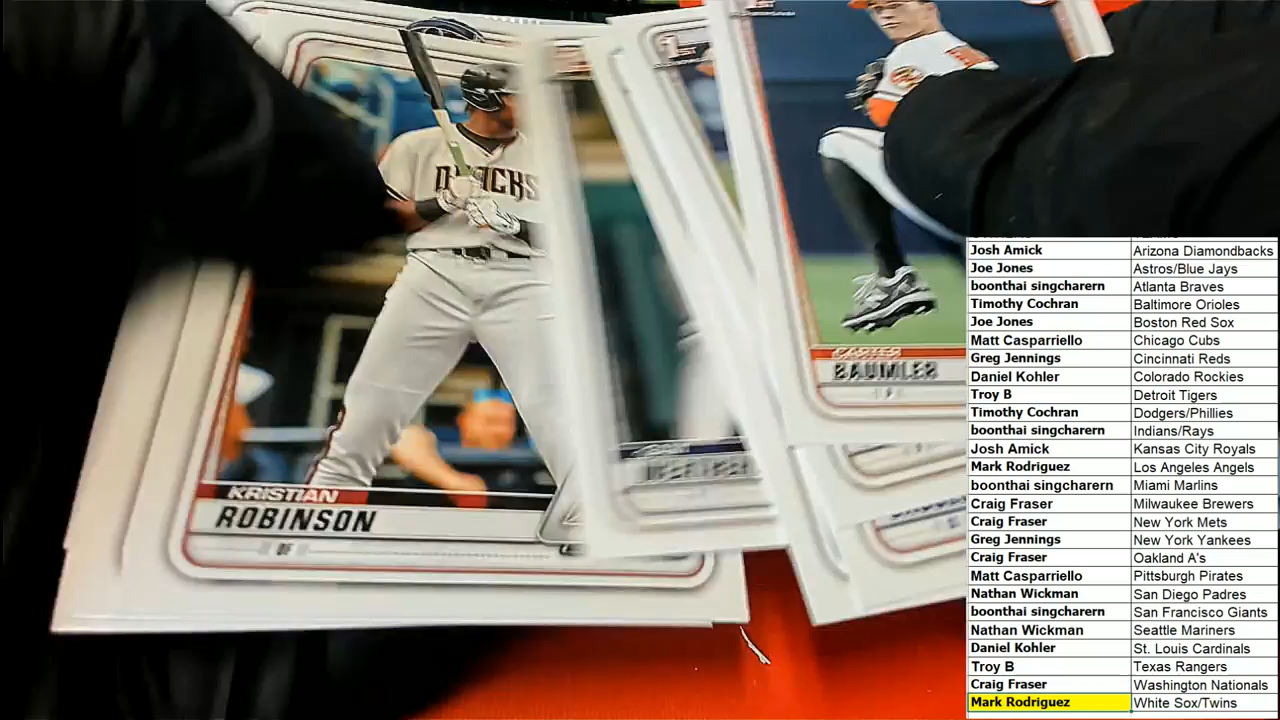 1ST
D'BACKS
KRISTIAN
ROBINSON
OF
CARTER
BAUMLER
P
Josh Amick Arizona Diamondbacks
Joe Jones Astros/Blue Jays
boonthai singcharern Atlanta Braves
Timothy Cochran Baltimore Orioles
Joe Jones Boston Red Sox
Matt Casparriello Chicago Cubs
Greg Jennings Cincinnati Reds
Daniel Kohler Colorado Rockies
Troy B Detroit Tigers
Timothy Cochran Dodgers/Phillies
boonthai singcharern Indians/Rays
Josh Amick Kansas City Royals
Mark Rodriguez Los Angeles Angels
boonthai singcharern Miami Marlins
Craig Fraser Milwaukee Brewers
Craig Fraser New York Mets
Greg Jennings New York Yankees
Craig Fraser Oakland A's
Matt Casparriello Pittsburgh Pirates
Nathan Wickman San Diego Padres
boonthai singcharern San Francisco Giants
Nathan Wickman Seattle Mariners
Daniel Kohler St. Louis Cardinals
Troy B Texas Rangers
Craig Fraser Washington Nationals
Mark Rodriguez White Sox/Twins